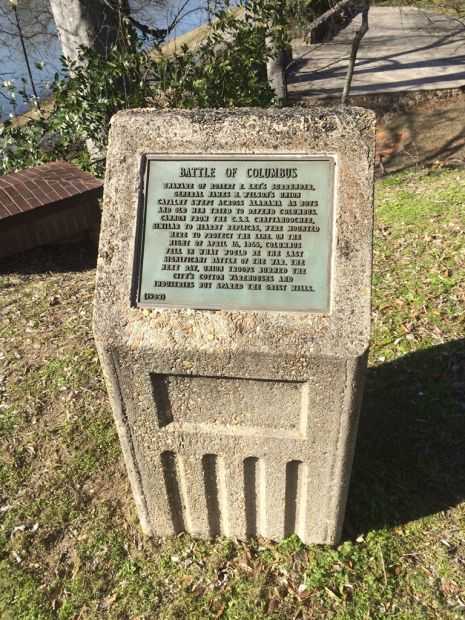 BATTLE OF COLUMBUS
UNAWARE OF ROBERT E. LEE'S SURRENDER,
GENERAL JAMES H. WILSON'S UNION
CAVALRY SWEPT ACROSS ALABAMA AS BOYS
AND OLD MEN TRIED TO DEFEND COLUMBUS.
CANNON FROM THE C.S.S. CHATTAHOOCHEE,
SIMILAR TO NEARBY REPLICAS, WERE MOUNTED
HERE TO PROTECT THE LINE. ON THE
NIGHT OF APRIL 16, 1865, COLUMBUS
FELL IN WHAT WOULD BE THE LAST
SIGNIFICANT BATTLE OF THE WAR. THE
NEXT DAY, UNION TROOPS BURNED THE
CITY'S COTTON WAREHOUSES AND
INDUSTRIES BUT SPARED THE GRIST MILLS.